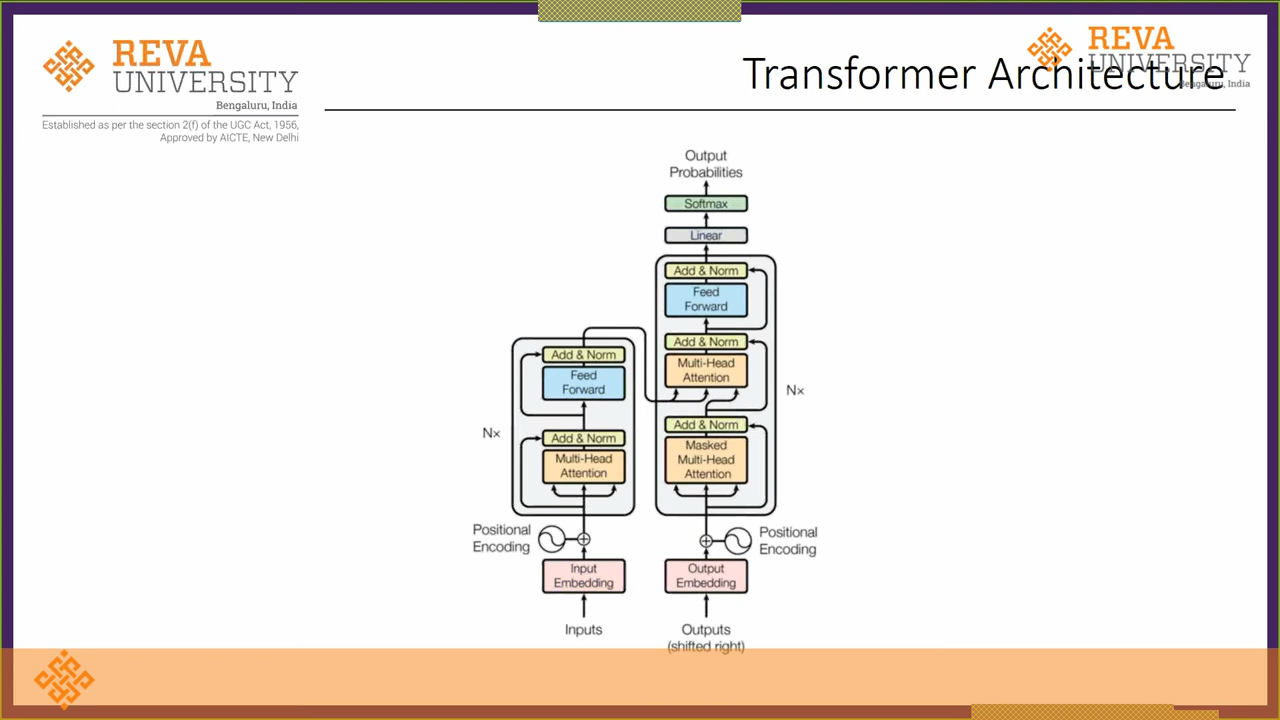 REVA
UNIVERSITY
Bengaluru, India
Established as per the section 2(f) of the UGC Act, 1956,
Approved by AICTE, New Delhi
Transformer Architecture
REVA
UNIVERSITY
Bengaluru, India
Output
Probabilities
Softmax
Linear
Add & Norm
Feed
Forward
Add & Norm
Multi-Head
Attention
Nx
Add & Norm
Masked
Multi-Head
Attention
Add & Norm
Feed
Forward
Nx
Add & Norm
Multi-Head
Attention
Positional
Encoding
Positional
Encoding
Input
Embedding
Output
Embedding
Inputs
Outputs
(shifted right)